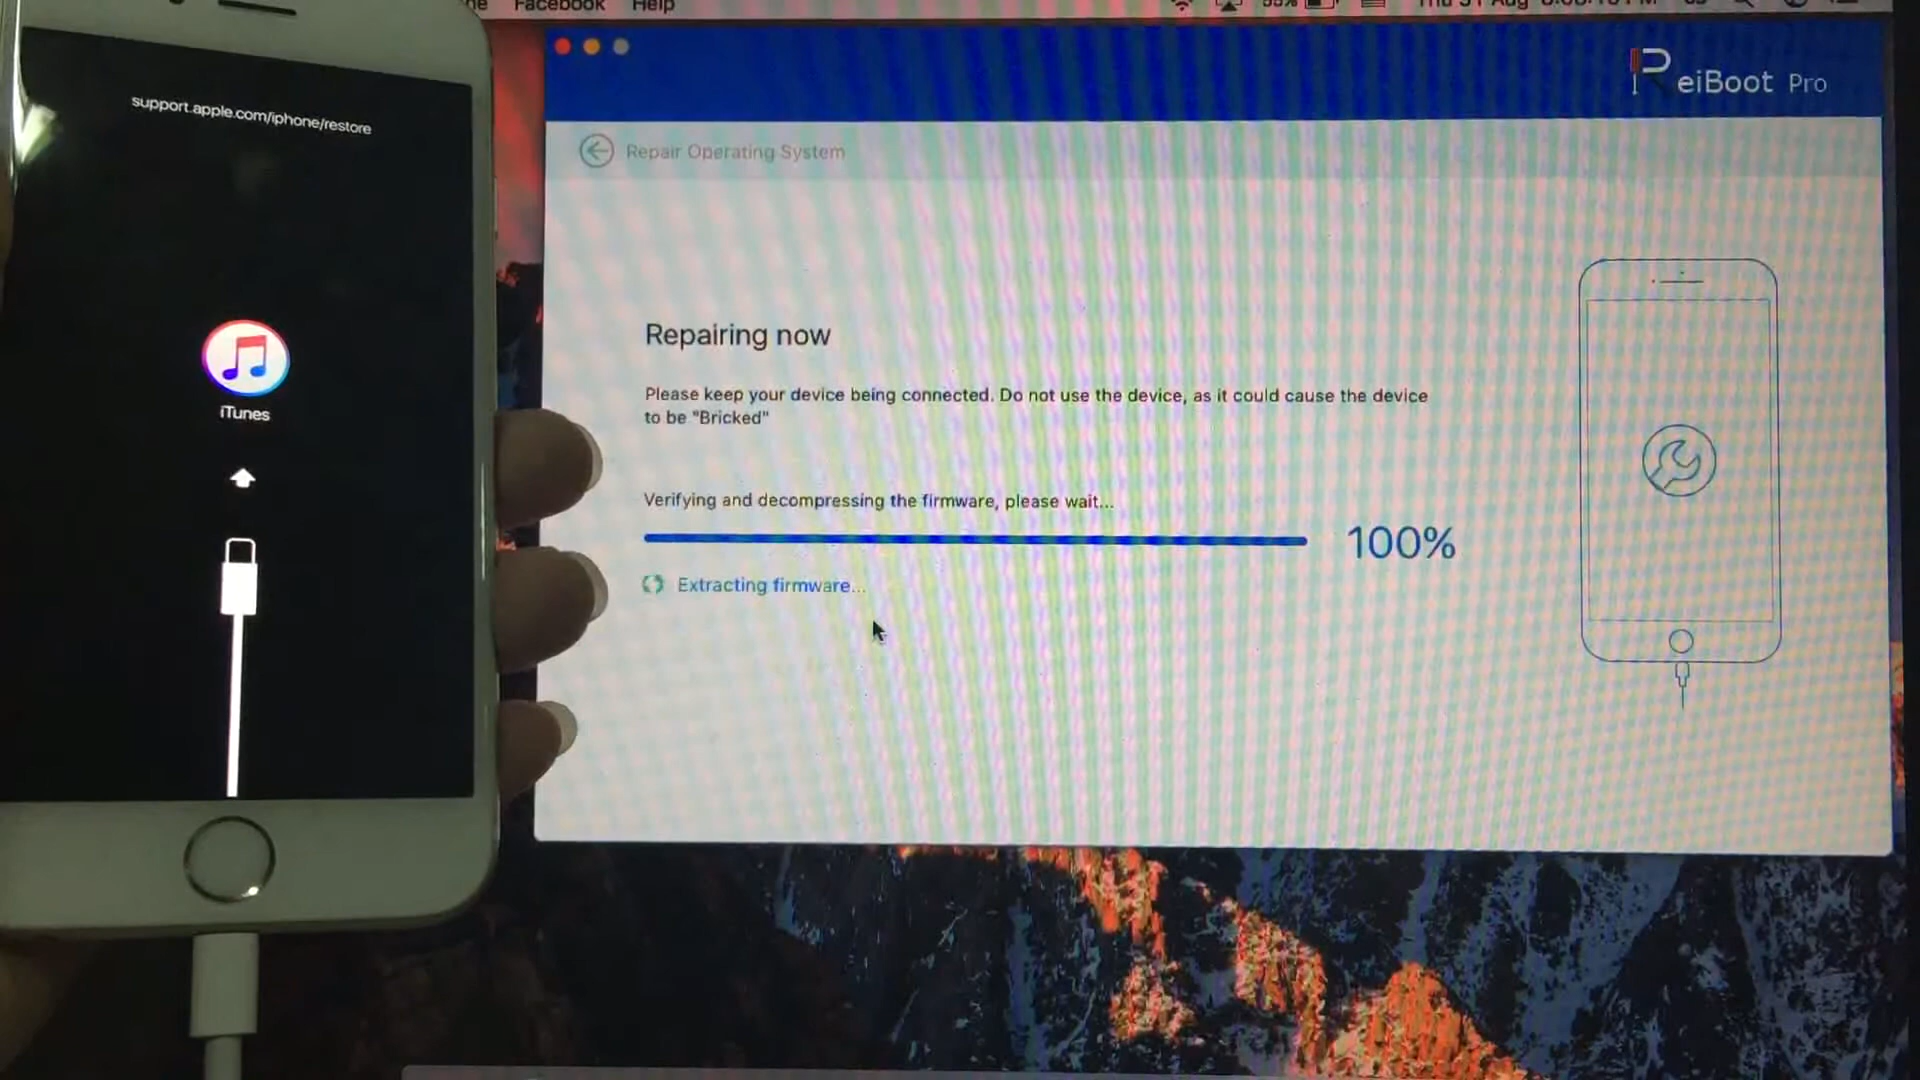 Facebook Help
support.apple.com/iphone/restore
iTunes
ReiBoot Pro
Repair Operating System
Repairing now
Please keep your device being connected. Do not use the device, as it could cause the device
to be "Bricked"
Verifying and decompressing the firmware, please wait...
100%
Extracting firmware...